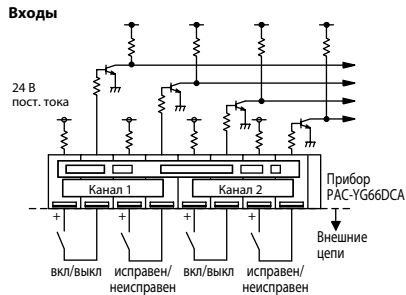 Входы
24 В
пост. тока
Канал 1
Канал 2
Прибор
PAC-YG66DCA
+
+
+
+
Внешние
цепи
вкл/выкл
исправен/
неисправен
вкл/выкл
исправен/
неисправен